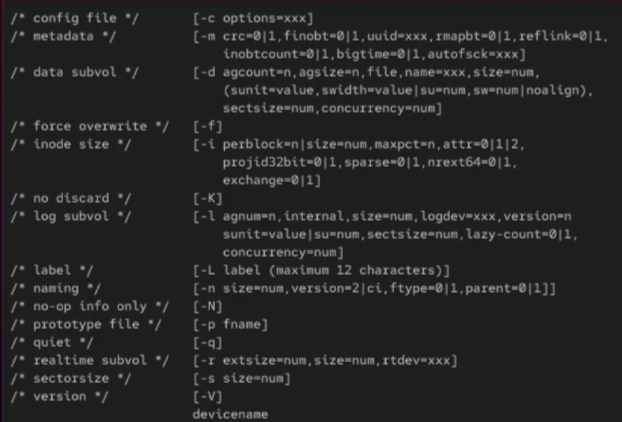 /* config file */ [-c options=xxx]
/* metadata */ [-m crc=0|1,finobt=0|1,uuid=xxx,rmapbt=0|1,reflink=0|1,
inobtcount=0|1,bigtime=0|1,autofsck=xxx]
/* data subvol */ [-d agcount=n,agsize=n,file,name=xxx,size=num,
(sunit=value,swidth=value|su=num,sw=num|noalign),
sectsize=num,concurrency=num]
/* force overwrite */ [-f]
/* inode size */ [-i perblock=n|size=num,maxpct=n,attr=0|1|2,
projid32bit=0|1,sparse=0|1,nrext64=0|1,
exchange=0|1]
/* no discard */ [-K]
/* log subvol */ [-l agnum=n,internal,size=num,logdev=xxx,version=n
sunit=value|su=num,sectsize=num,lazy-count=0|1,
concurrency=num]
/* label */ [-L label (maximum 12 characters)]
/* naming */ [-n size=num,version=2|ci,ftype=0|1,parent=0|1]]
/* no-op info only */ [-N]
/* prototype file */ [-p fname]
/* quiet */ [-q]
/* realtime subvol */ [-r extsize=num,size=num,rtdev=xxx]
/* sectorsize */ [-s size=num]
/* version */ [-V]
devicename